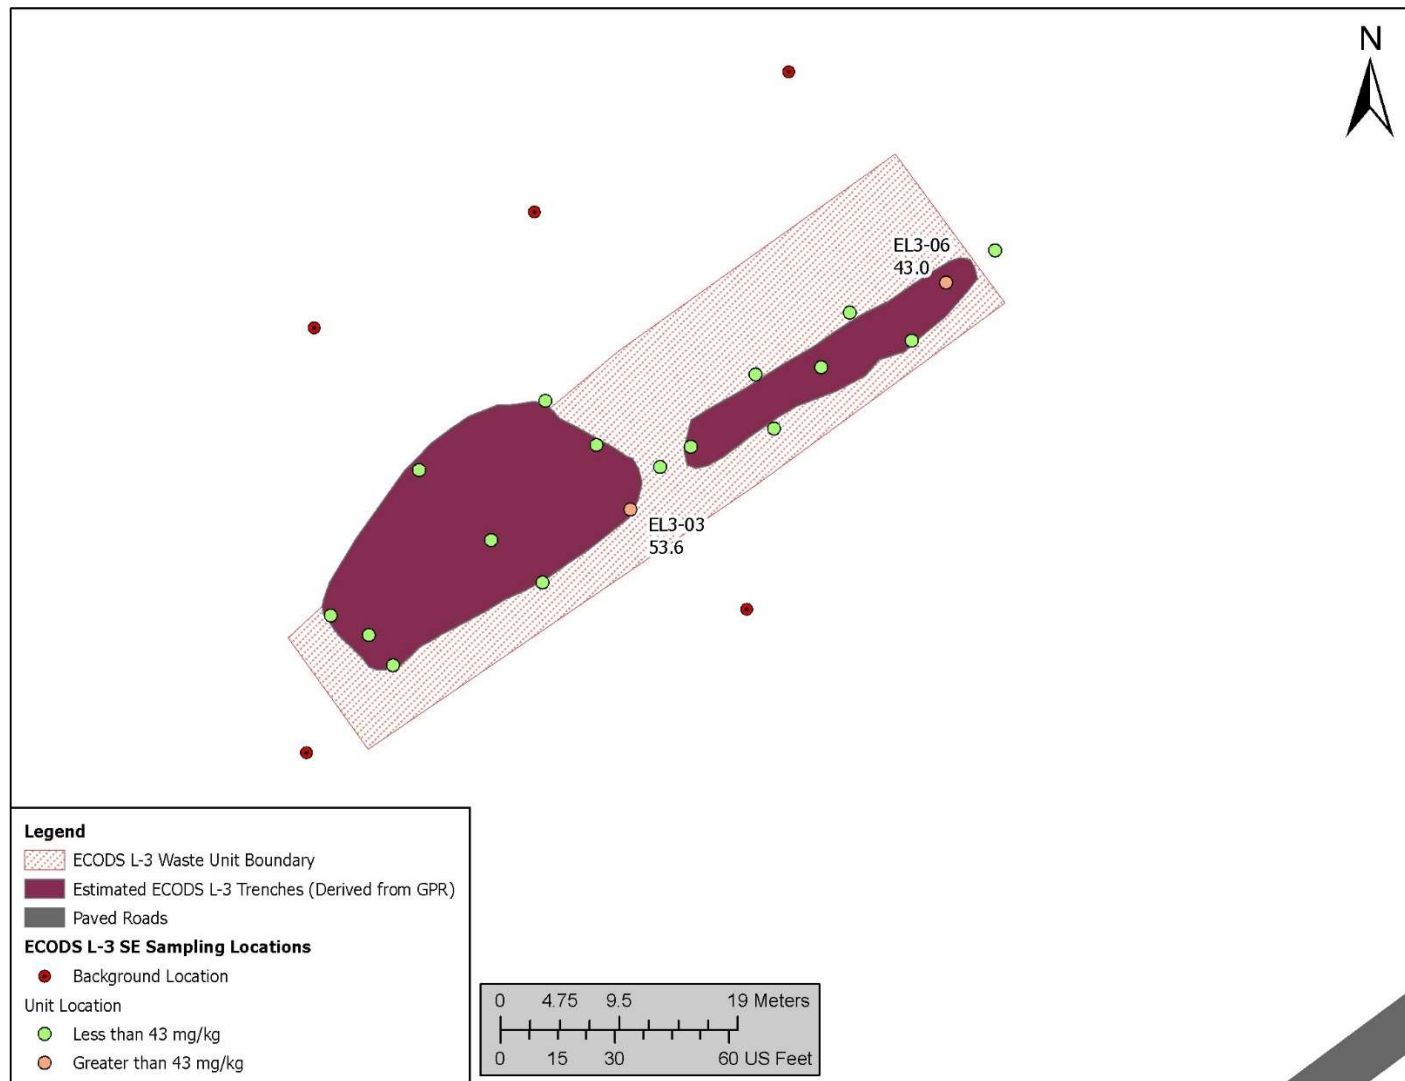 N
EL3-06
43.0
EL3-03
53.6
Legend
ECODS L-3 Waste Unit Boundary
Estimated ECODS L-3 Trenches (Derived from GPR)
Paved Roads
ECODS L-3 SE Sampling Locations
Background Location
Unit Location
Less than 43 mg/kg
Greater than 43 mg/kg
0 4.75 9.5 19 Meters
0 15 30 60 US Feet